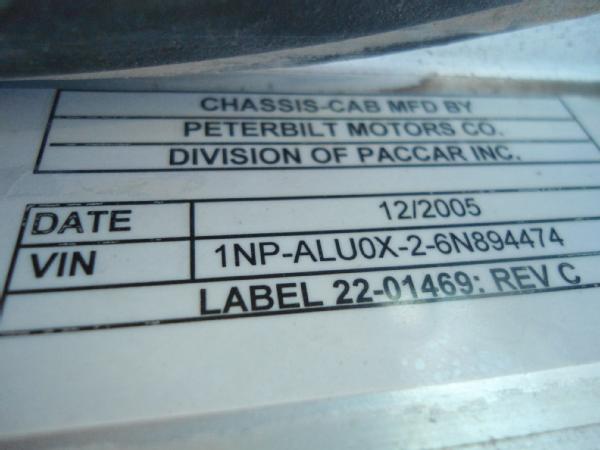 CHASSIS-CAB MFD BY
PETERBILT MOTORS CO.
DIVISION OF PACCAR INC.
DATE 12/2005
VIN 1NP-ALU0X-2-6N894474
LABEL 22-01469: REV C